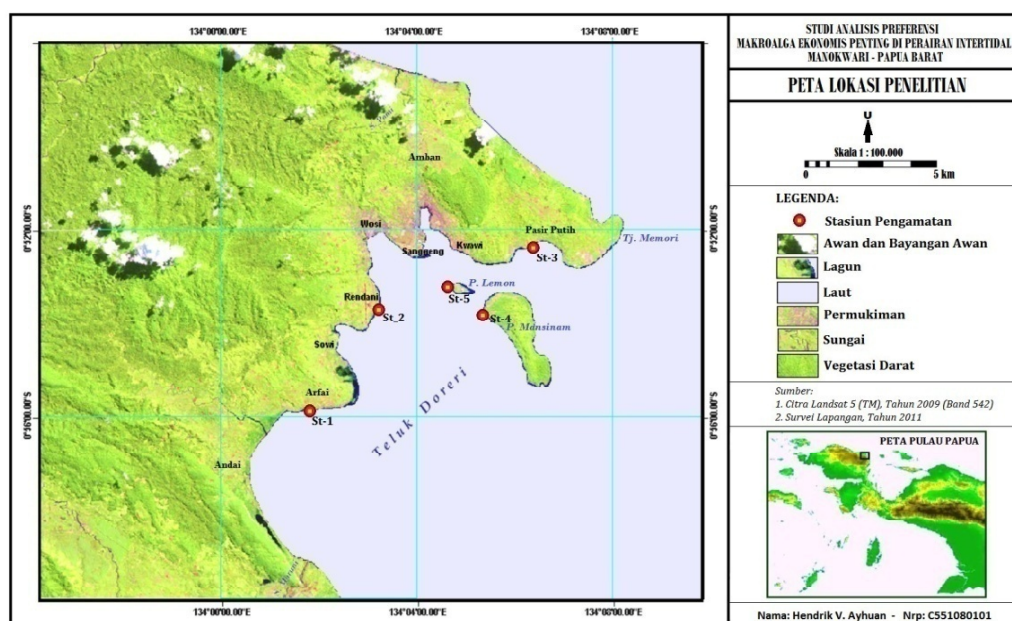 STUDI ANALISIS PREFERENSI
MAKROALGA EKONOMIS PENTING DI PERAIRAN INTERTIDAL
MANOKWARI - PAPUA BARAT
PETA LOKASI PENELITIAN
U
Skala 1 : 100.000
0 5 km
LEGENDA:
Stasiun Pengamatan
Awan dan Bayangan Awan
Lagun
Laut
Permukiman
Sungai
Vegetasi Darat
Sumber:
1. Citra Landsat 5 (TM), Tahun 2009 (Band 542)
2. Survei Lapangan, Tahun 2011
PETA PULAU PAPUA
Nama: Hendrik V. Ayhuan - Nrp: C551080101
134°00'00.00"E 134°04'00.00"E 134°08'00.00"E
Amban
Wosi
Sanggeng
Kwawi
Pasir Putih
Tj. Memori
St-3
P. Lemon
St-5
Rendani
St_2
St-4
P. Mansinam
Sowi
Arfai
St-1
Teluk Doreri
Andai
134°00'00.00"E 134°04'00.00"E